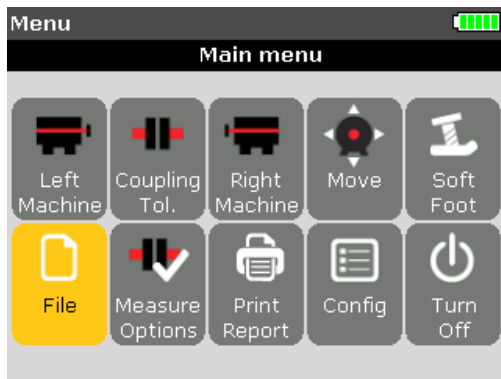 Menu
Main menu
Left
Machine
Coupling
Tol.
Right
Machine
Move
Soft
Foot
File
Measure
Options
Print
Report
Config
Turn
Off